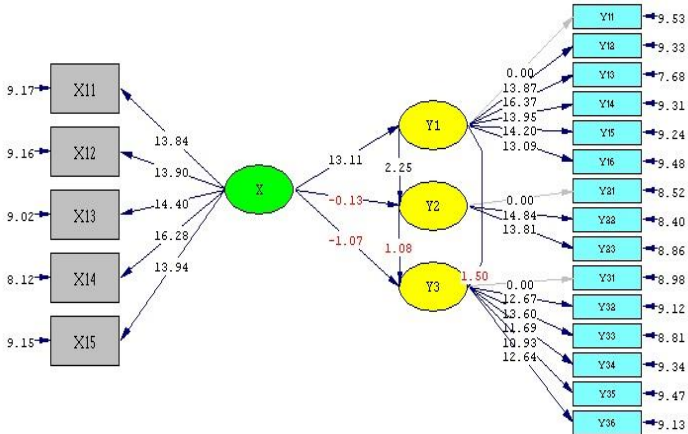 Y11
9.53
Y12
9.33
Y13
7.68
Y14
9.31
Y15
9.24
Y16
9.48
Y21
8.52
Y22
8.40
Y23
8.86
Y31
8.98
Y32
9.12
Y33
8.81
Y34
9.34
Y35
9.47
Y36
9.13
0.00
13.87
16.37
13.95
14.20
13.09
0.00
14.84
13.81
0.00
12.67
13.60
11.69
10.93
12.64
Y1
Y2
Y3
2.25
1.08
1.50
13.11
-0.13
-1.07
X
13.84
13.90
14.40
16.28
13.94
9.17
X11
9.16
X12
9.02
X13
8.12
X14
9.15
X15